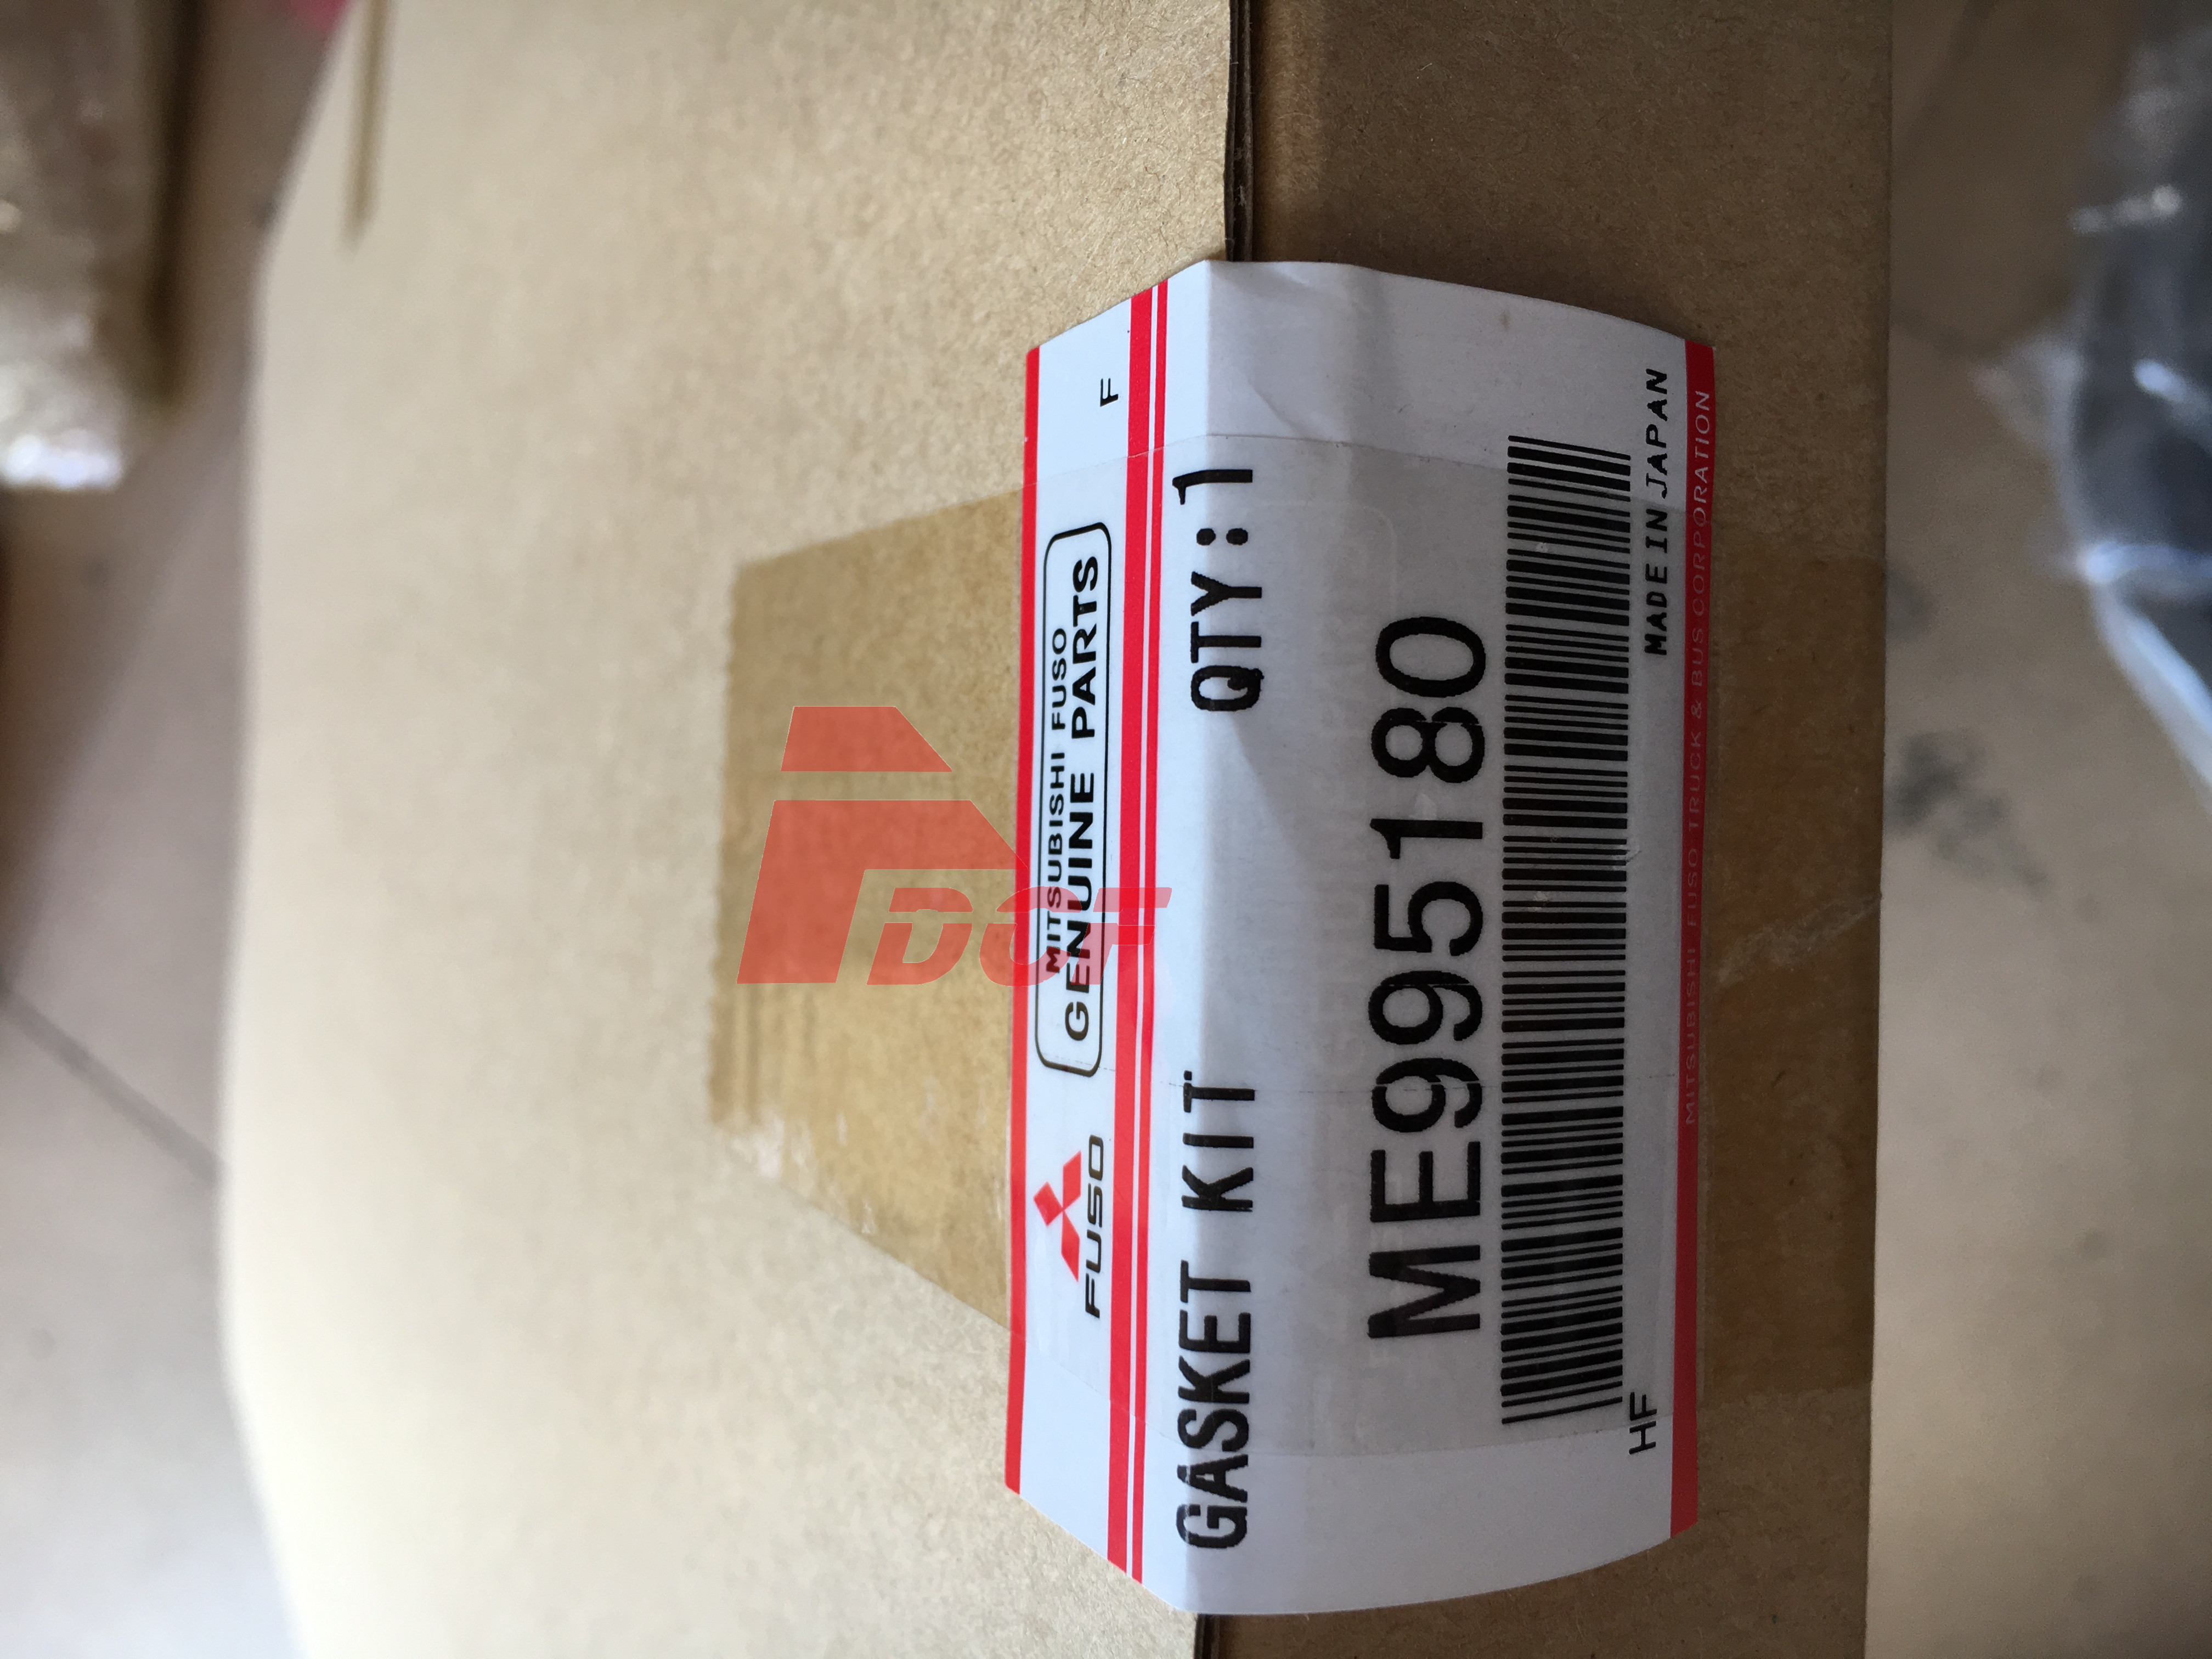 FUSO
MITSUBISHI FUSO
GENUINE PARTS
F
GASKET KIT QTY:1
ME995180
HF
MADE IN JAPAN
MITSUBISHI FUSO TRUCK & BUS CORPORATION
DCF